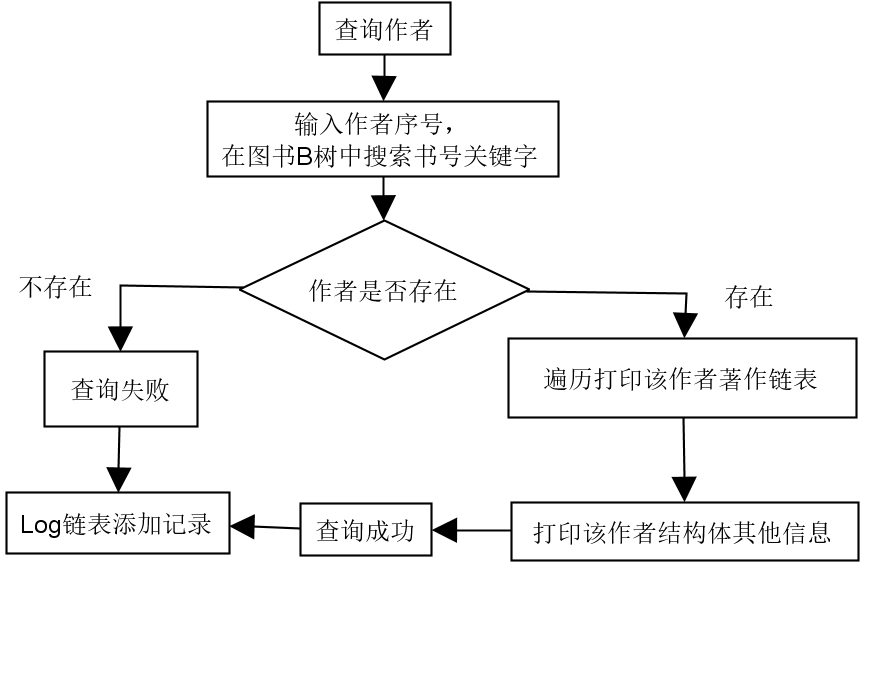 查询作者
输入作者序号，
在图书B树中搜索书号关键字
作者是否存在
不存在
存在
查询失败
遍历打印该作者著作链表
Log链表添加记录
查询成功
打印该作者结构体其他信息